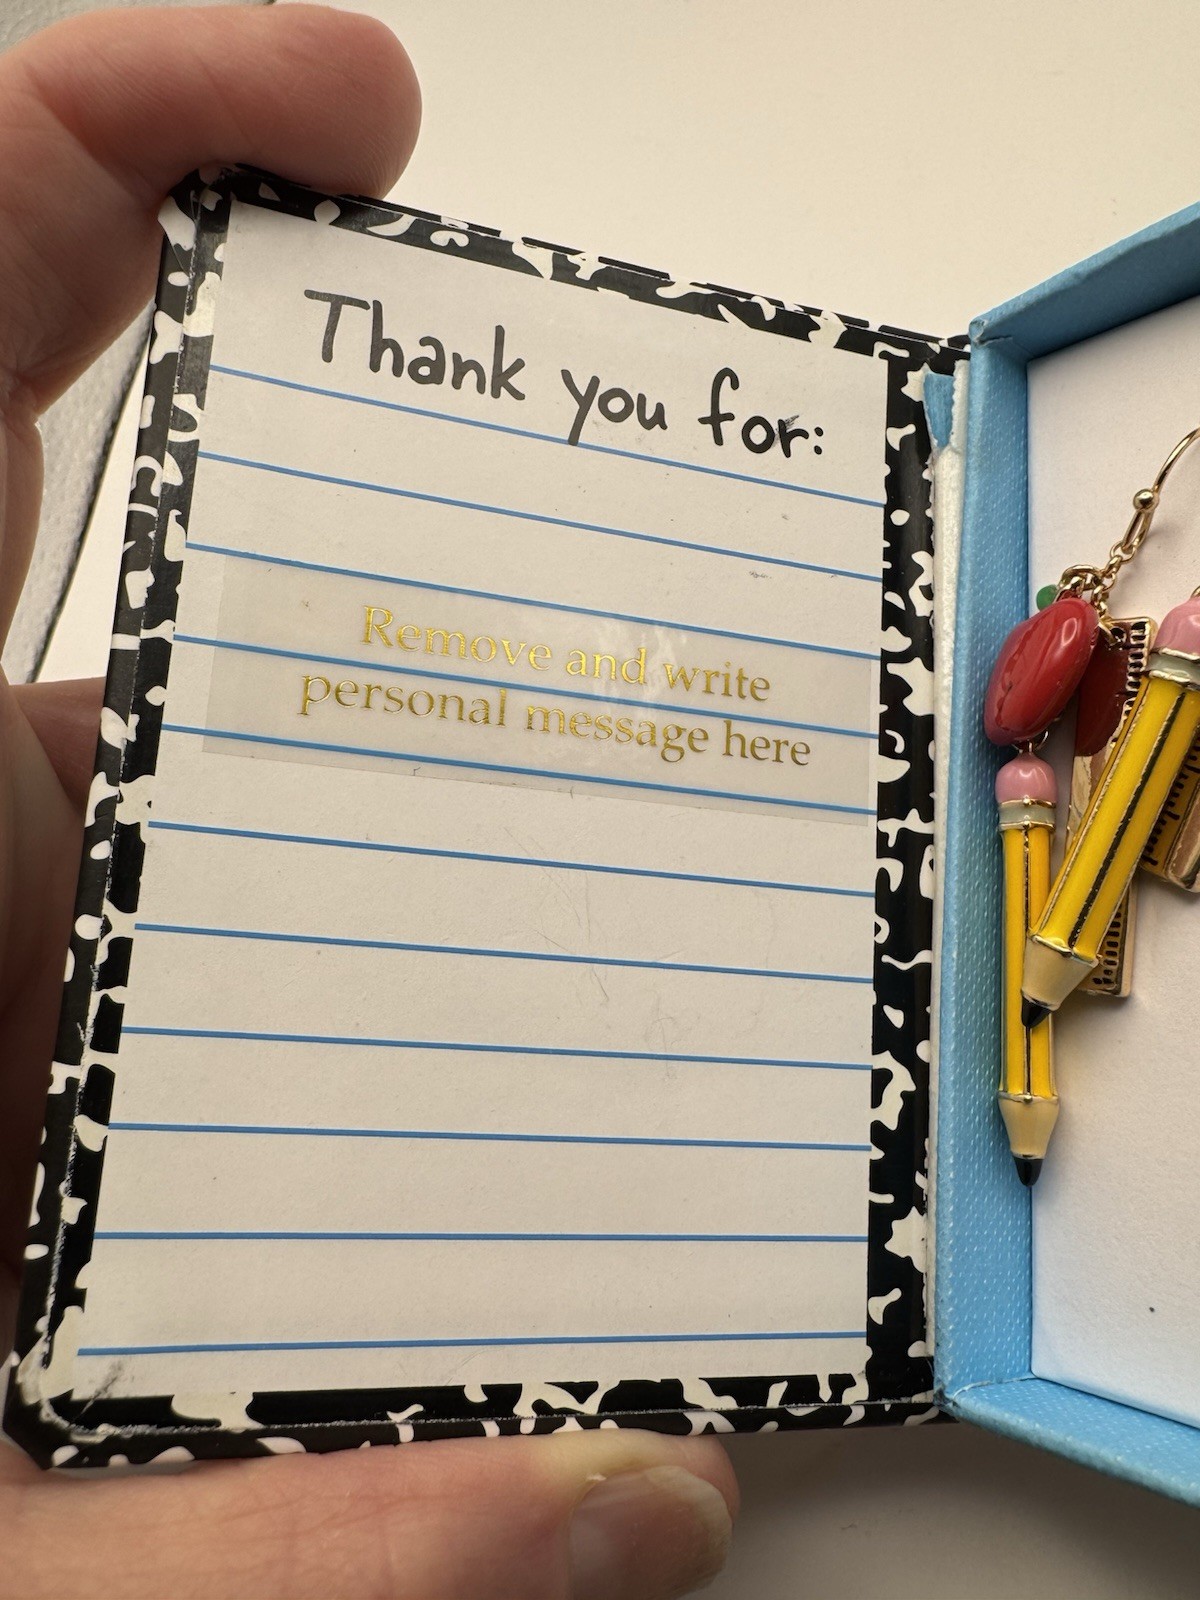 Thank you for:
Remove and write
personal message here